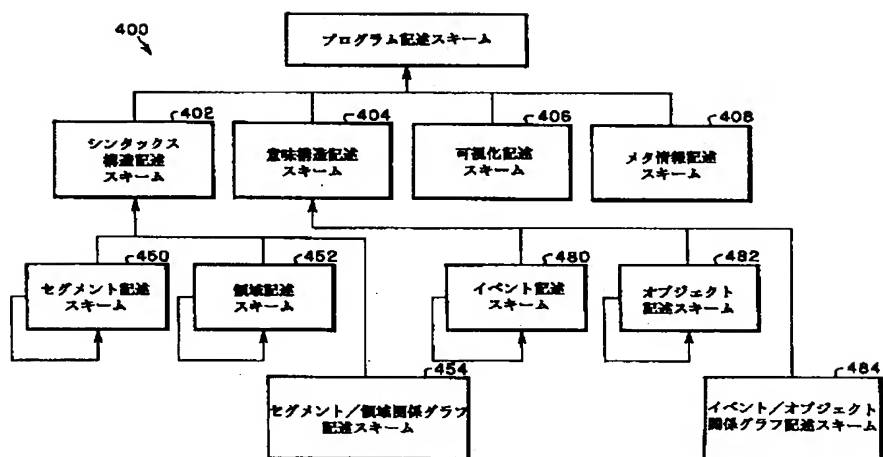 400
プログラム記述スキーム
402
シンタックス
構造記述
スキーム
404
意味構造記述
スキーム
406
可視化記述
スキーム
408
メタ情報記述
スキーム
450
セグメント記述
スキーム
452
領域記述
スキーム
480
イベント記述
スキーム
482
オブジェクト
記述スキーム
454
セグメント/領域関係グラフ
記述スキーム
484
イベント/オブジェクト
関係グラフ記述スキーム